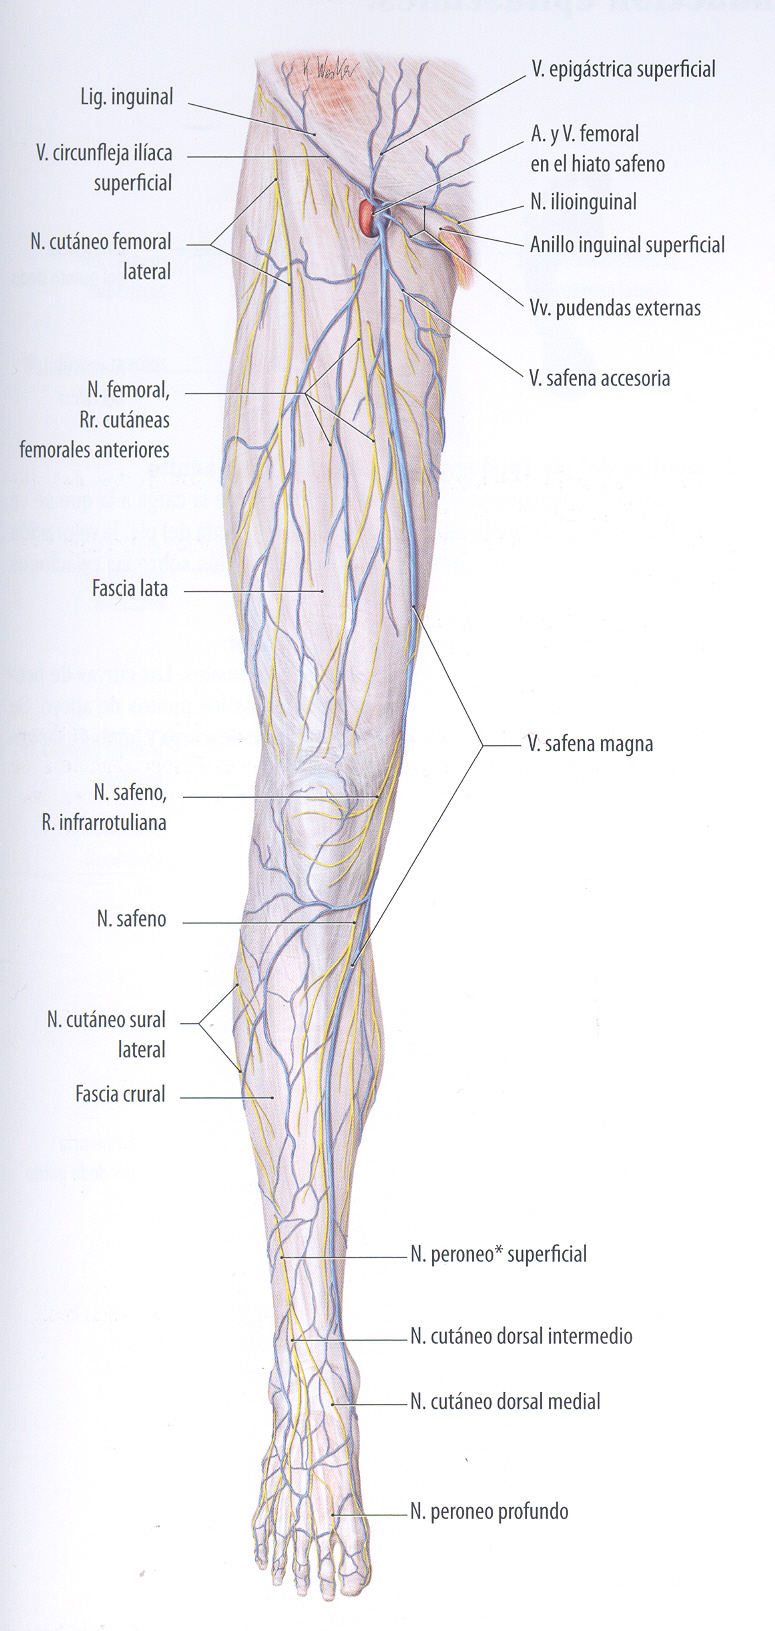 K. Wesker
Lig. inguinal
V. circunfleja ilíaca
superficial
N. cutáneo femoral
lateral
N. femoral,
Rr. cutáneas
femorales anteriores
Fascia lata
N. safeno,
R. infrarrotuliana
N. safeno
N. cutáneo sural
lateral
Fascia crural
V. epigástrica superficial
A. y V. femoral
en el hiato safeno
N. ilioinguinal
Anillo inguinal superficial
Vv. pudendas externas
V. safena accesoria
V. safena magna
N. peroneo* superficial
N. cutáneo dorsal intermedio
N. cutáneo dorsal medial
N. peroneo profundo